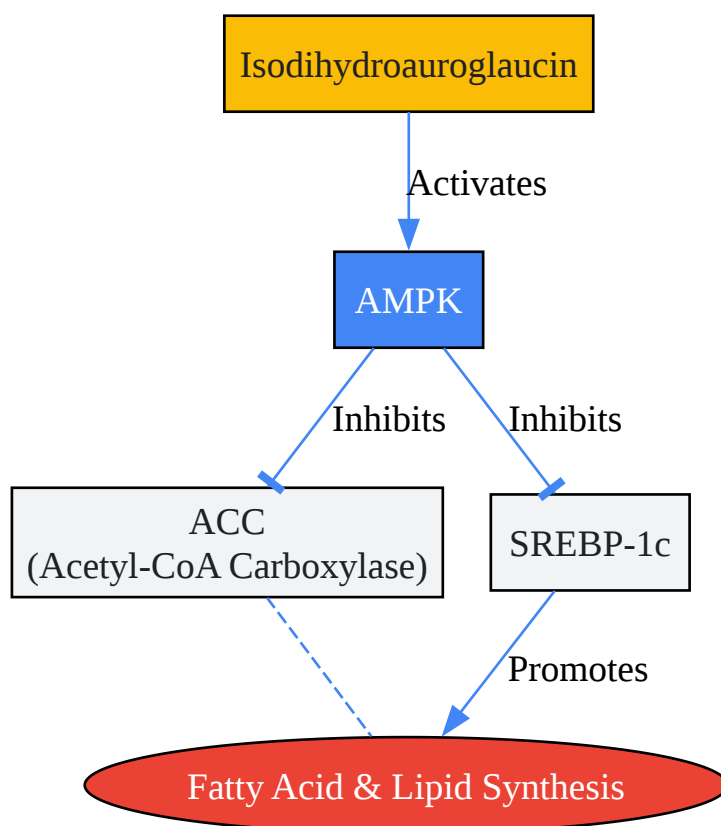 Isodihydroauroglaucin
Activates
AMPK
Inhibits
Inhibits
ACC
(Acetyl-CoA Carboxylase)
SREBP-1c
Promotes
Fatty Acid & Lipid Synthesis